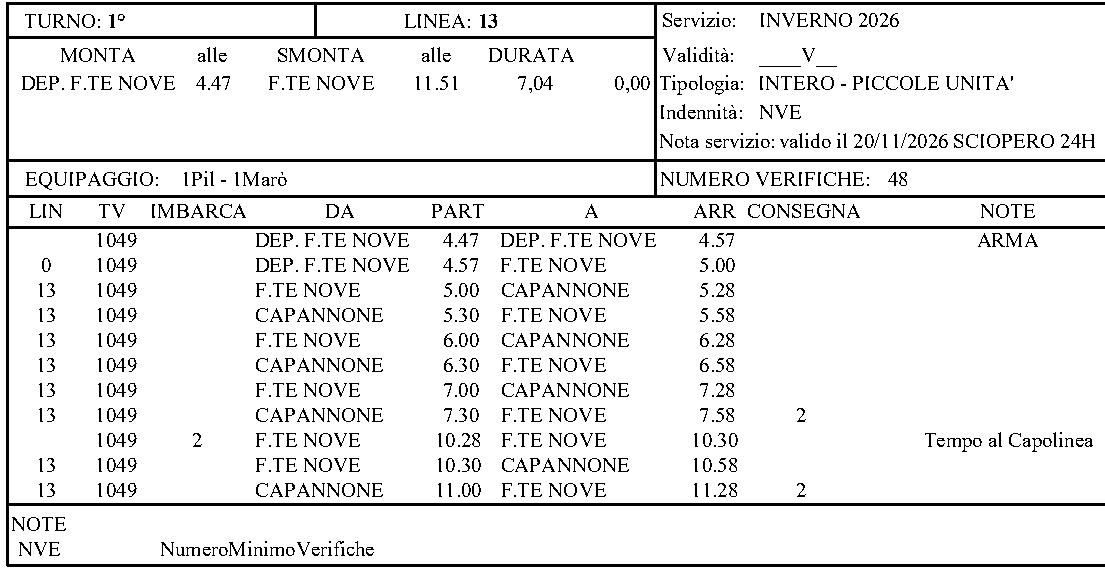 TURNO: 1° LINEA: 13 Servizio: INVERNO 2026
MONTA alle SMONTA alle DURATA Validità: ____V__
DEP. F.TE NOVE 4.47 F.TE NOVE 11.51 7,04 0,00 Tipologia: INTERO - PICCOLE UNITA'
Indennità: NVE
Nota servizio: valido il 20/11/2026 SCIOPERO 24H
EQUIPAGGIO: 1Pil - 1Marò NUMERO VERIFICHE: 48
LIN TV IMBARCA DA PART A ARR CONSEGNA NOTE
1049 DEP. F.TE NOVE 4.47 DEP. F.TE NOVE 4.57 ARMA
0 1049 DEP. F.TE NOVE 4.57 F.TE NOVE 5.00
13 1049 F.TE NOVE 5.00 CAPANNONE 5.28
13 1049 CAPANNONE 5.30 F.TE NOVE 5.58
13 1049 F.TE NOVE 6.00 CAPANNONE 6.28
13 1049 CAPANNONE 6.30 F.TE NOVE 6.58
13 1049 F.TE NOVE 7.00 CAPANNONE 7.28
13 1049 CAPANNONE 7.30 F.TE NOVE 7.58 2
1049 2 F.TE NOVE 10.28 F.TE NOVE 10.30 Tempo al Capolinea
13 1049 F.TE NOVE 10.30 CAPANNONE 10.58
13 1049 CAPANNONE 11.00 F.TE NOVE 11.28 2
NOTE
NVE NumeroMinimoVerifiche